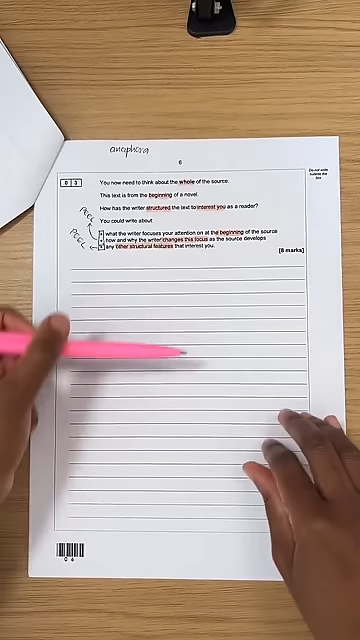 anaphora
6
Do not write
outside the
box
0 3
You now need to think about the whole of the source.
This text is from the beginning of a novel.
How has the writer structured the text to interest you as a reader?
You could write about:
PEEL
PEEL
• what the writer focuses your attention on at the beginning of the source
• how and why the writer changes this focus as the source develops
• any other structural features that interest you.
[8 marks]
0 6